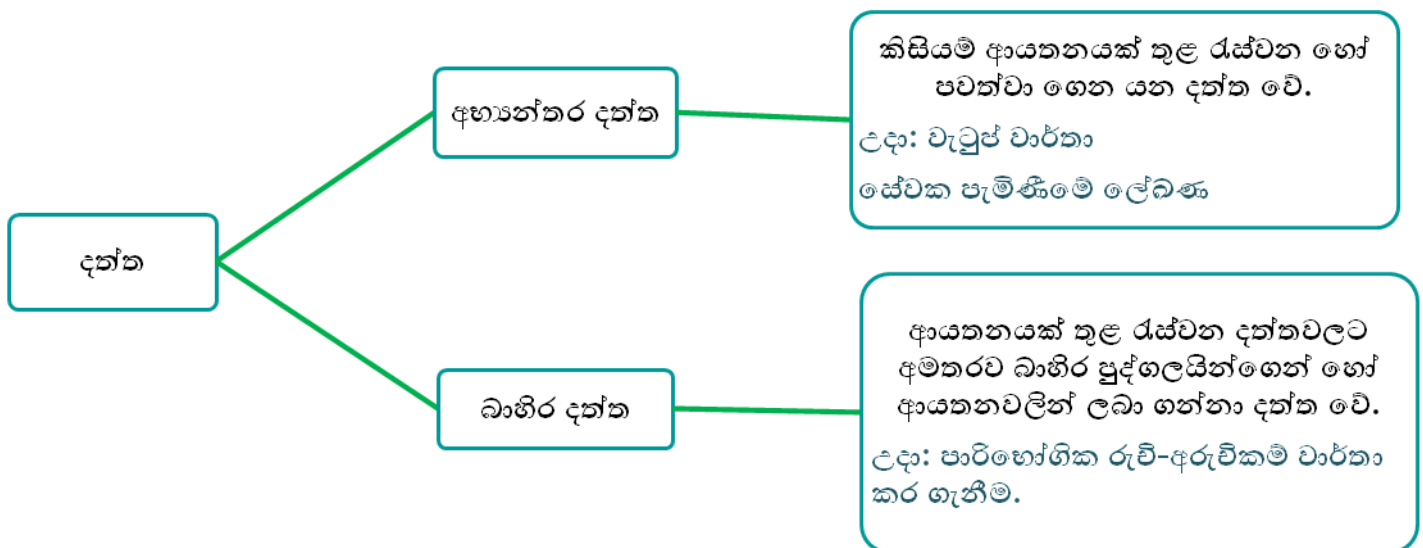 දත්ත
අභ්‍යන්තර දත්ත
කිසියම් ආයතනයක් තුළ රැස්වන හෝ
පවත්වා ගෙන යන දත්ත වේ.
උදා: වැටුප් වාර්තා
සේවක පැමිණීමේ ලේඛණ
බාහිර දත්ත
ආයතනයක් තුළ රැස්වන දත්තවලට
අමතරව බාහිර පුද්ගලයින්ගෙන් හෝ
ආයතනවලින් ලබා ගන්නා දත්ත වේ.
උදා: පාරිභෝගික රුචි-අරුචිකම් වාර්තා
කර ගැනීම.